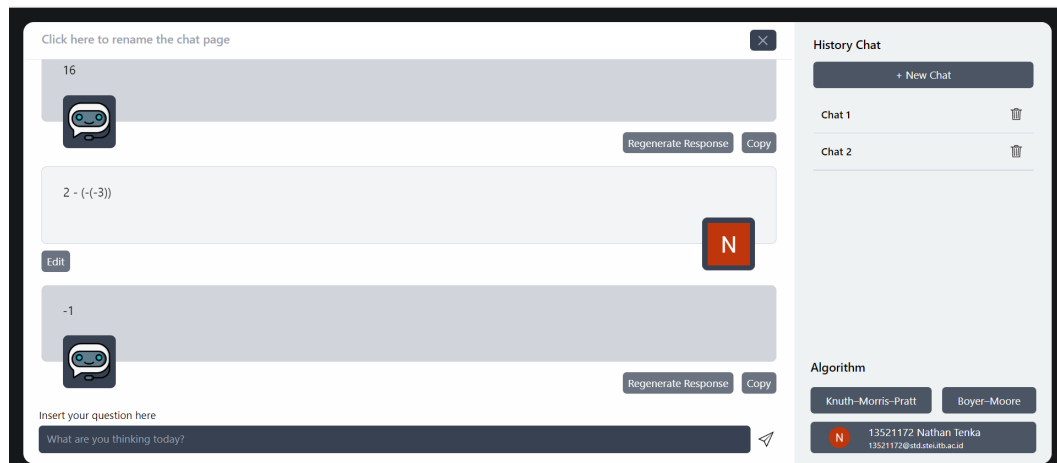 Click here to rename the chat page
16
Regenerate Response Copy
2 - (-(-3))
N
Edit
-1
Regenerate Response Copy
Insert your question here
What are you thinking today?
History Chat
+ New Chat
Chat 1
Chat 2
Algorithm
Knuth–Morris–Pratt Boyer–Moore
N 13521172 Nathan Tenka
13521172@std.stei.itb.ac.id